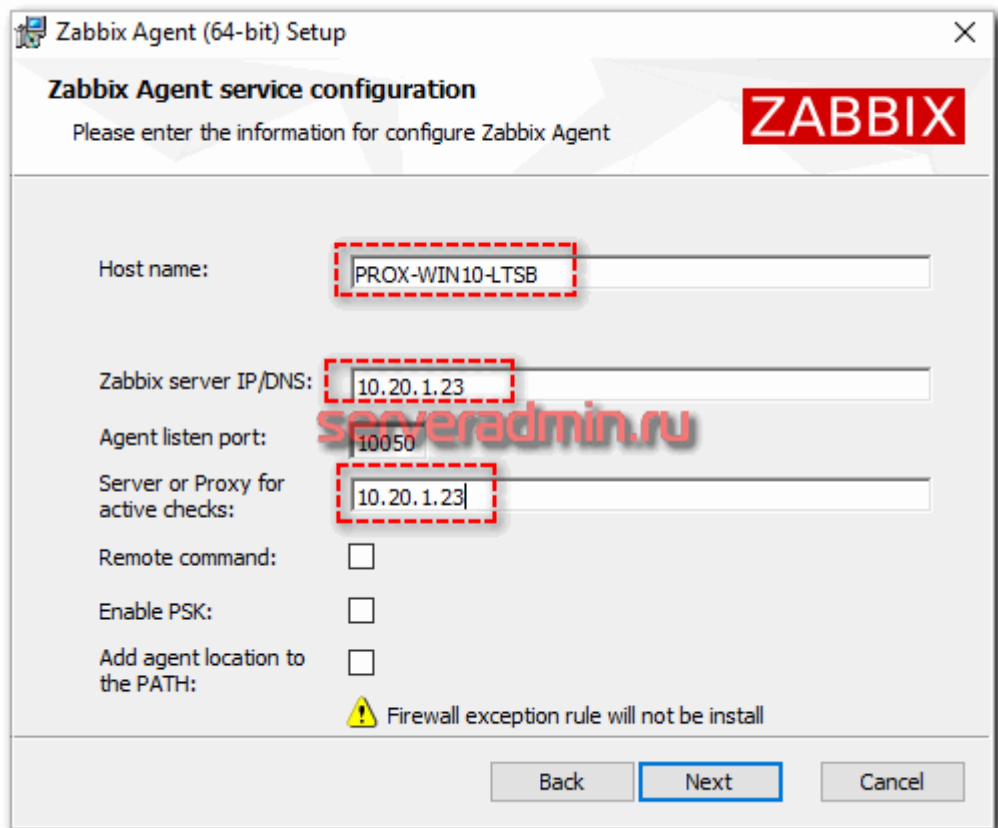 Zabbix Agent (64-bit) Setup
Zabbix Agent service configuration
Please enter the information for configure Zabbix Agent
ZABBIX
Host name:
PROX-WIN10-LTSB
Zabbix server IP/DNS:
10.20.1.23
serveradmin.ru
Agent listen port:
10050
Server or Proxy for
active checks:
10.20.1.23
Remote command:
Enable PSK:
Add agent location to
the PATH:
Firewall exception rule will not be install
Back
Next
Cancel